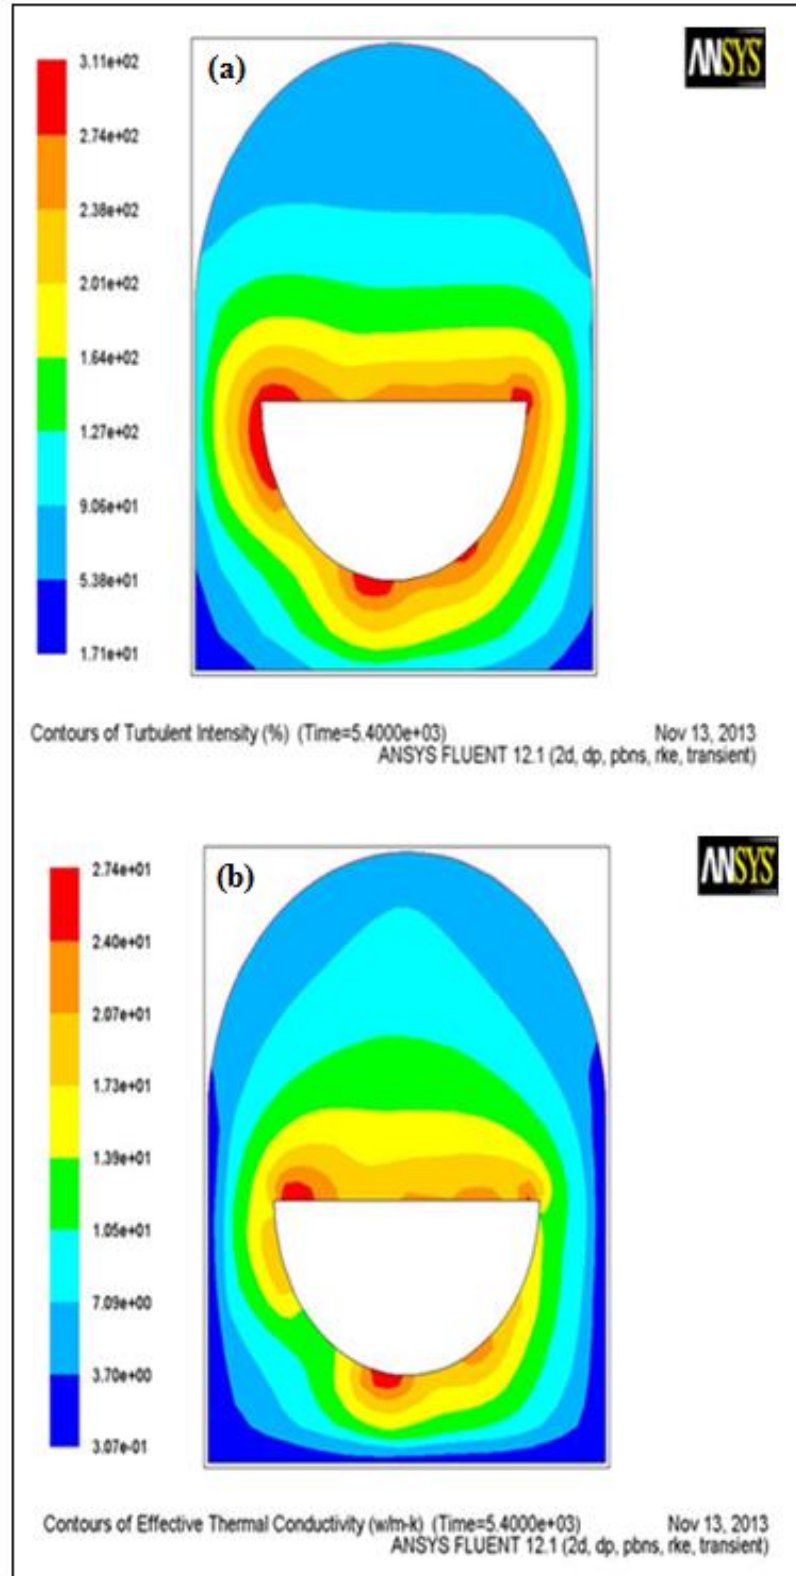 (a)
ANSYS
3.11e+02
2.74e+02
2.38e+02
2.01e+02
1.64e+02
1.27e+02
9.06e+01
5.38e+01
1.71e+01
Contours of Turbulent Intensity (%) (Time=5.4000e+03) Nov 13, 2013
ANSYS FLUENT 12.1 (2d, dp, pbns, rke, transient)
(b)
ANSYS
2.74e+01
2.40e+01
2.07e+01
1.73e+01
1.39e+01
1.05e+01
7.09e+00
3.70e+00
3.07e-01
Contours of Effective Thermal Conductivity (w/m-k) (Time=5.4000e+03) Nov 13, 2013
ANSYS FLUENT 12.1 (2d, dp, pbns, rke, transient)